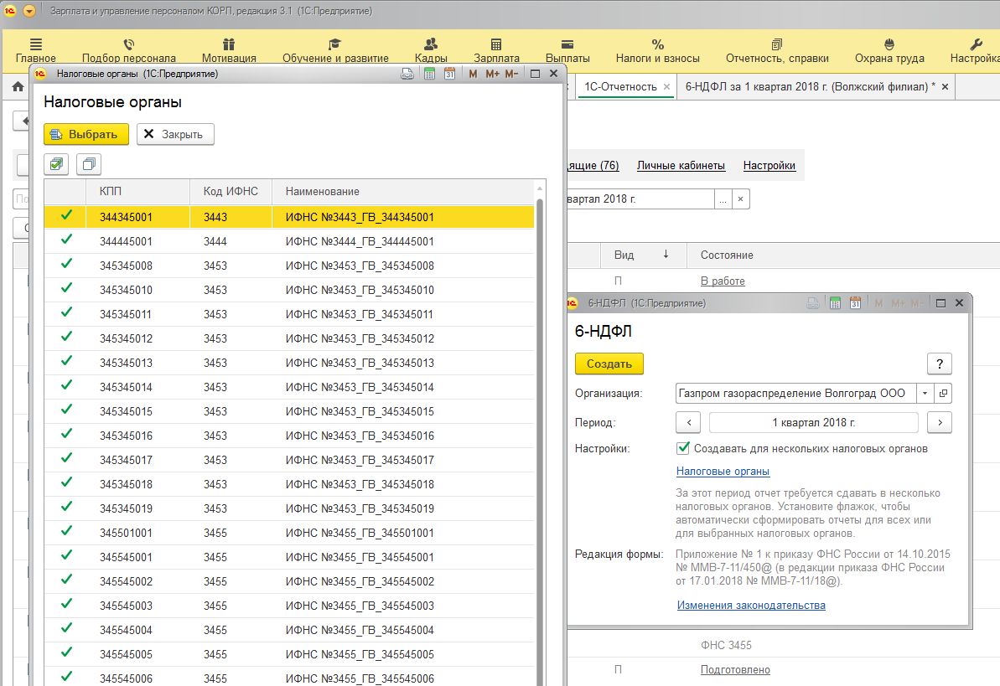 Зарплата и управление персоналом КОРП, редакция 3.1 (1С:Предприятие)
Главное Подбор персонала Мотивация Обучение и развитие Кадры Зарплата Выплаты Налоги и взносы Отчетность, справки Охрана труда Настройка
Налоговые органы (1С:Предприятие)
M M+ M-
Налоговые органы
Выбрать Закрыть
КПП Код ИФНС Наименование
344345001 3443 ИФНС №3443_ГВ_344345001
344445001 3444 ИФНС №3444_ГВ_344445001
345345008 3453 ИФНС №3453_ГВ_345345008
345345010 3453 ИФНС №3453_ГВ_345345010
345345011 3453 ИФНС №3453_ГВ_345345011
345345012 3453 ИФНС №3453_ГВ_345345012
345345013 3453 ИФНС №3453_ГВ_345345013
345345014 3453 ИФНС №3453_ГВ_345345014
345345015 3453 ИФНС №3453_ГВ_345345015
345345016 3453 ИФНС №3453_ГВ_345345016
345345017 3453 ИФНС №3453_ГВ_345345017
345345018 3453 ИФНС №3453_ГВ_345345018
345345019 3453 ИФНС №3453_ГВ_345345019
345501001 3455 ИФНС №3455_ГВ_345501001
345545001 3455 ИФНС №3455_ГВ_345545001
345545002 3455 ИФНС №3455_ГВ_345545002
345545003 3455 ИФНС №3455_ГВ_345545003
345545004 3455 ИФНС №3455_ГВ_345545004
345545005 3455 ИФНС №3455_ГВ_345545005
345545006 3455 ИФНС №3455_ГВ_345545006
1С-Отчетность × 6-НДФЛ за 1 квартал 2018 г. (Волжский филиал) * ×
дящие (76) Личные кабинеты Настройки
вартал 2018 г. ... ×
Вид ↓ Состояние
П В работе
6-НДФЛ (1С:Предприятие)
31 M M+ M-
6-НДФЛ
Создать ?
Организация: Газпром газораспределение Волгоград ООО
Период: < 1 квартал 2018 г. >
Настройки: Создавать для нескольких налоговых органов
Налоговые органы
За этот период отчет требуется сдавать в несколько
налоговых органов. Установите флажок, чтобы
автоматически сформировать отчеты для всех или
для выбранных налоговых органов.
Редакция формы: Приложение № 1 к приказу ФНС России от 14.10.2015
№ ММВ-7-11/450@ (в редакции приказа ФНС России
от 17.01.2018 № ММВ-7-11/18@).
Изменения законодательства
ФНС 3455
П Подготовлено